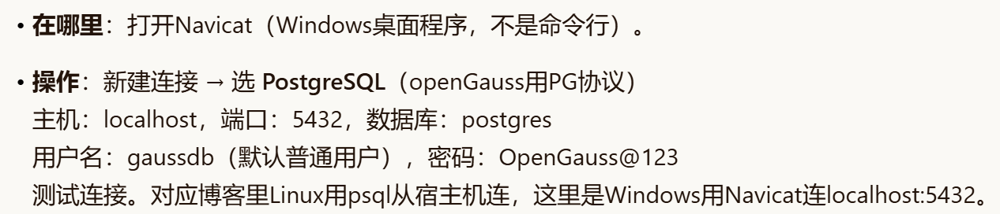 • 在哪里：打开Navicat（Windows桌面程序，不是命令行）。
• 操作：新建连接 → 选 PostgreSQL（openGauss用PG协议）
主机：localhost，端口：5432，数据库：postgres
用户名：gaussdb（默认普通用户），密码：OpenGauss@123
测试连接。对应博客里Linux用psql从宿主机连，这里是Windows用Navicat连localhost:5432。